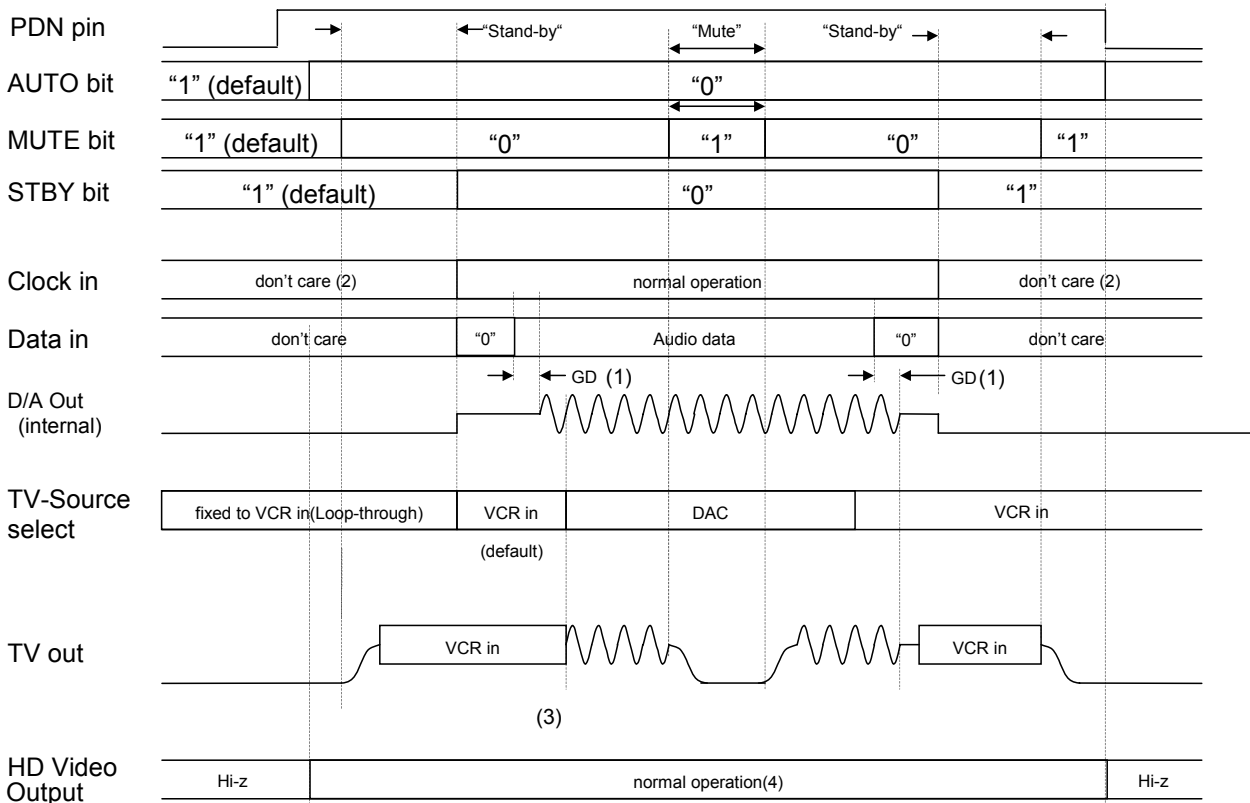 PDN pin
“Stand-by“ “Mute” “Stand-by“
AUTO bit “1” (default) “0”
MUTE bit “1” (default) “0” “1” “0” “1”
STBY bit “1” (default) “0” “1”
Clock in don’t care (2) normal operation don’t care (2)
Data in don’t care “0” Audio data “0” don’t care
GD (1) GD(1)
D/A Out
(internal)
TV-Source
select
fixed to VCR in(Loop-through) VCR in DAC VCR in
(default)
TV out VCR in VCR in
(3)
HD Video
Output
Hi-z normal operation(4) Hi-z